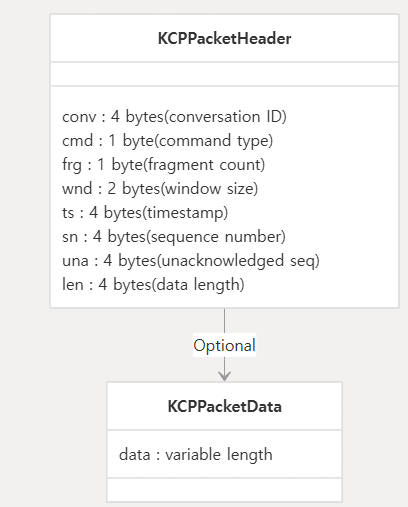 KCPPacketHeader
conv : 4 bytes(conversation ID)
cmd : 1 byte(command type)
frg : 1 byte(fragment count)
wnd : 2 bytes(window size)
ts : 4 bytes(timestamp)
sn : 4 bytes(sequence number)
una : 4 bytes(unacknowledged seq)
len : 4 bytes(data length)
Optional
KCPPacketData
data : variable length